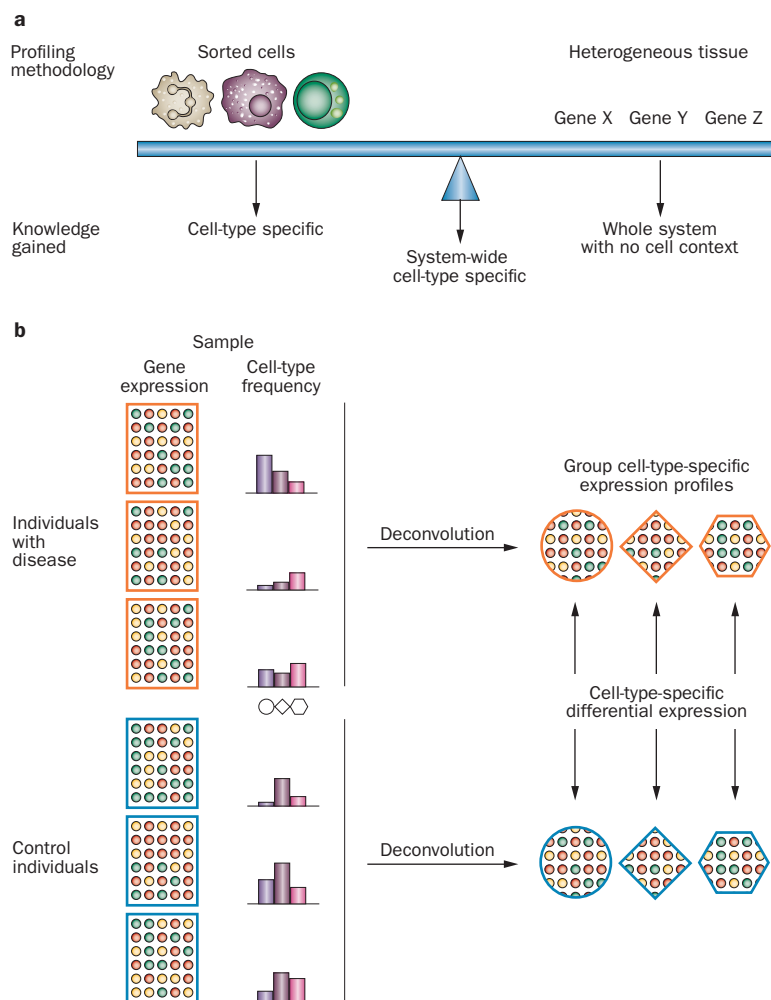 a
Profiling
methodology
Sorted cells
Heterogeneous tissue
Gene X Gene Y Gene Z
Knowledge
gained
Cell-type specific
System-wide
cell-type specific
Whole system
with no cell context
b
Sample
Gene
expression
Cell-type
frequency
Individuals
with
disease
Deconvolution
Group cell-type-specific
expression profiles
Cell-type-specific
differential expression
Control
individuals
Deconvolution